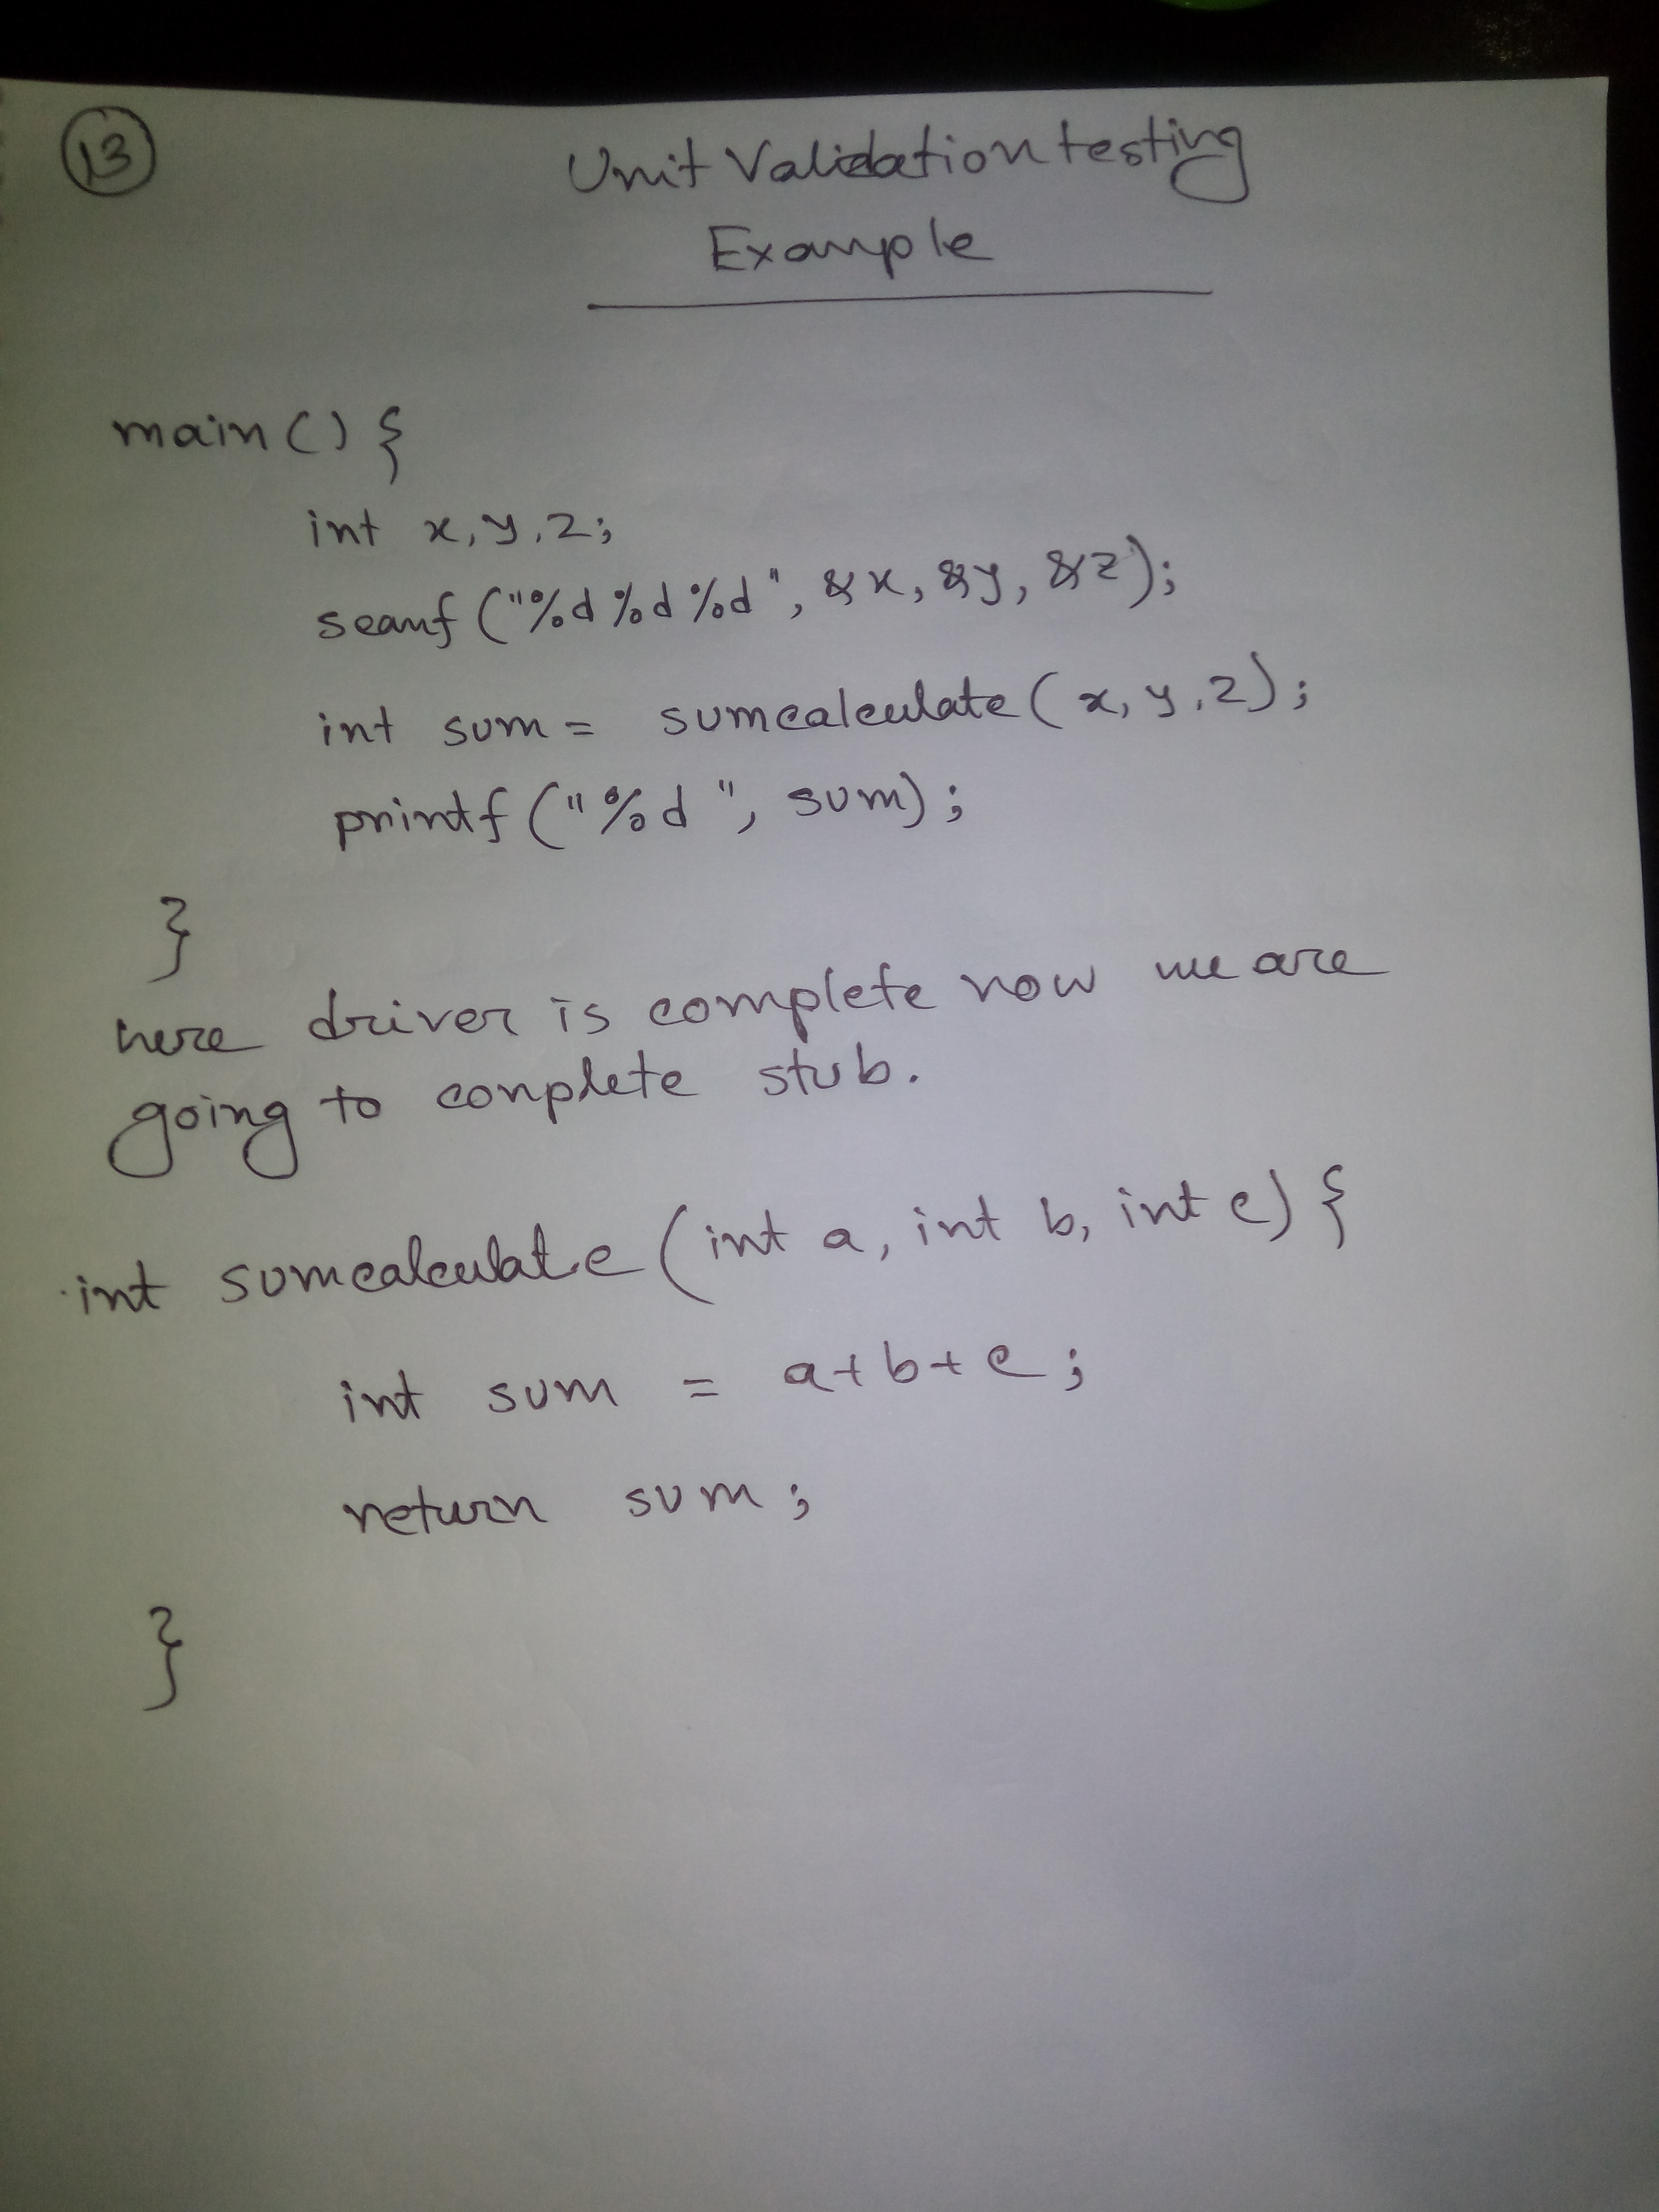 13
Unit Validation testing
Example
main() {
int x, y, z;
scanf ("%d %d %d", &x, &y, &z);
int sum = sumcalculate (x, y, z);
printf ("%d", sum);
}
here driver is complete now we are
going to conplete stub.
int sumcalculate (int a, int b, int c) {
int sum = a+b+c;
return sum;
}